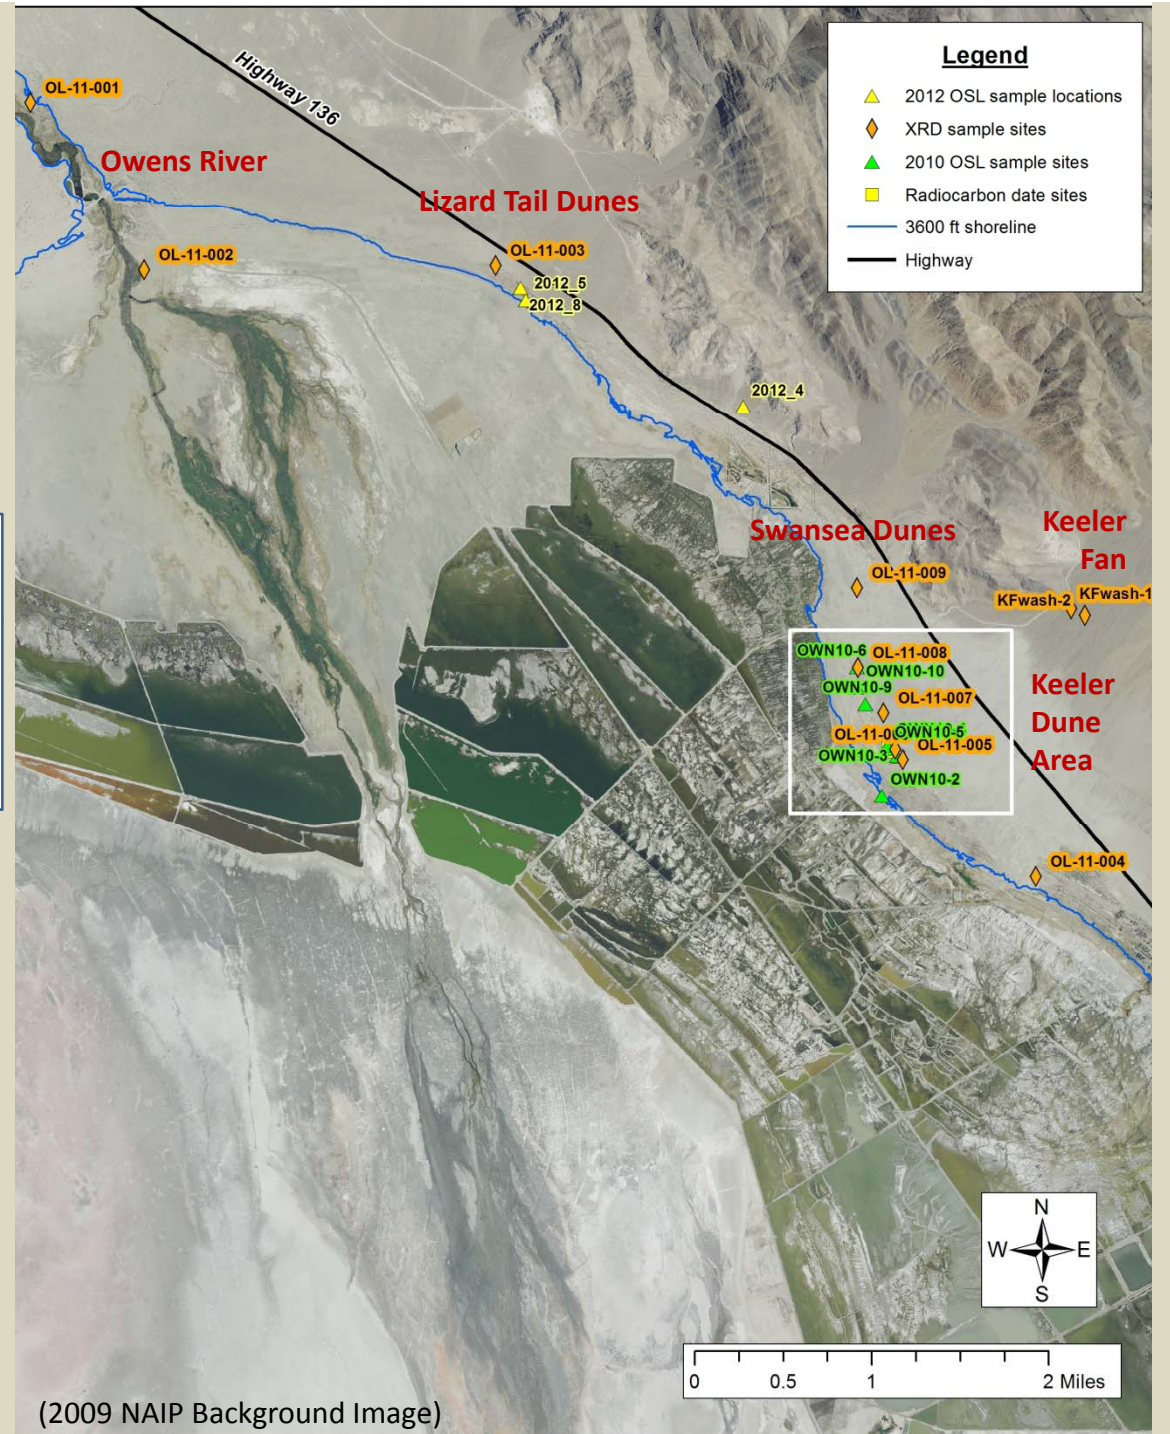 Legend
2012 OSL sample locations
XRD sample sites
2010 OSL sample sites
Radiocarbon date sites
3600 ft shoreline
Highway
Highway 136
OL-11-001
Owens River
Lizard Tail Dunes
OL-11-002
OL-11-003
2012_5
2012_8
2012_4
Swansea Dunes
Keeler
Fan
OL-11-009
KFwash-2
KFwash-1
OWN10-6
OL-11-008
OWN10-10
OWN10-9
OL-11-007
Keeler
Dune
Area
OWN10-5
OL-11-005
OWN10-3
OWN10-2
OL-11-004
N
W
E
S
0
0.5
1
2 Miles
(2009 NAIP Background Image)